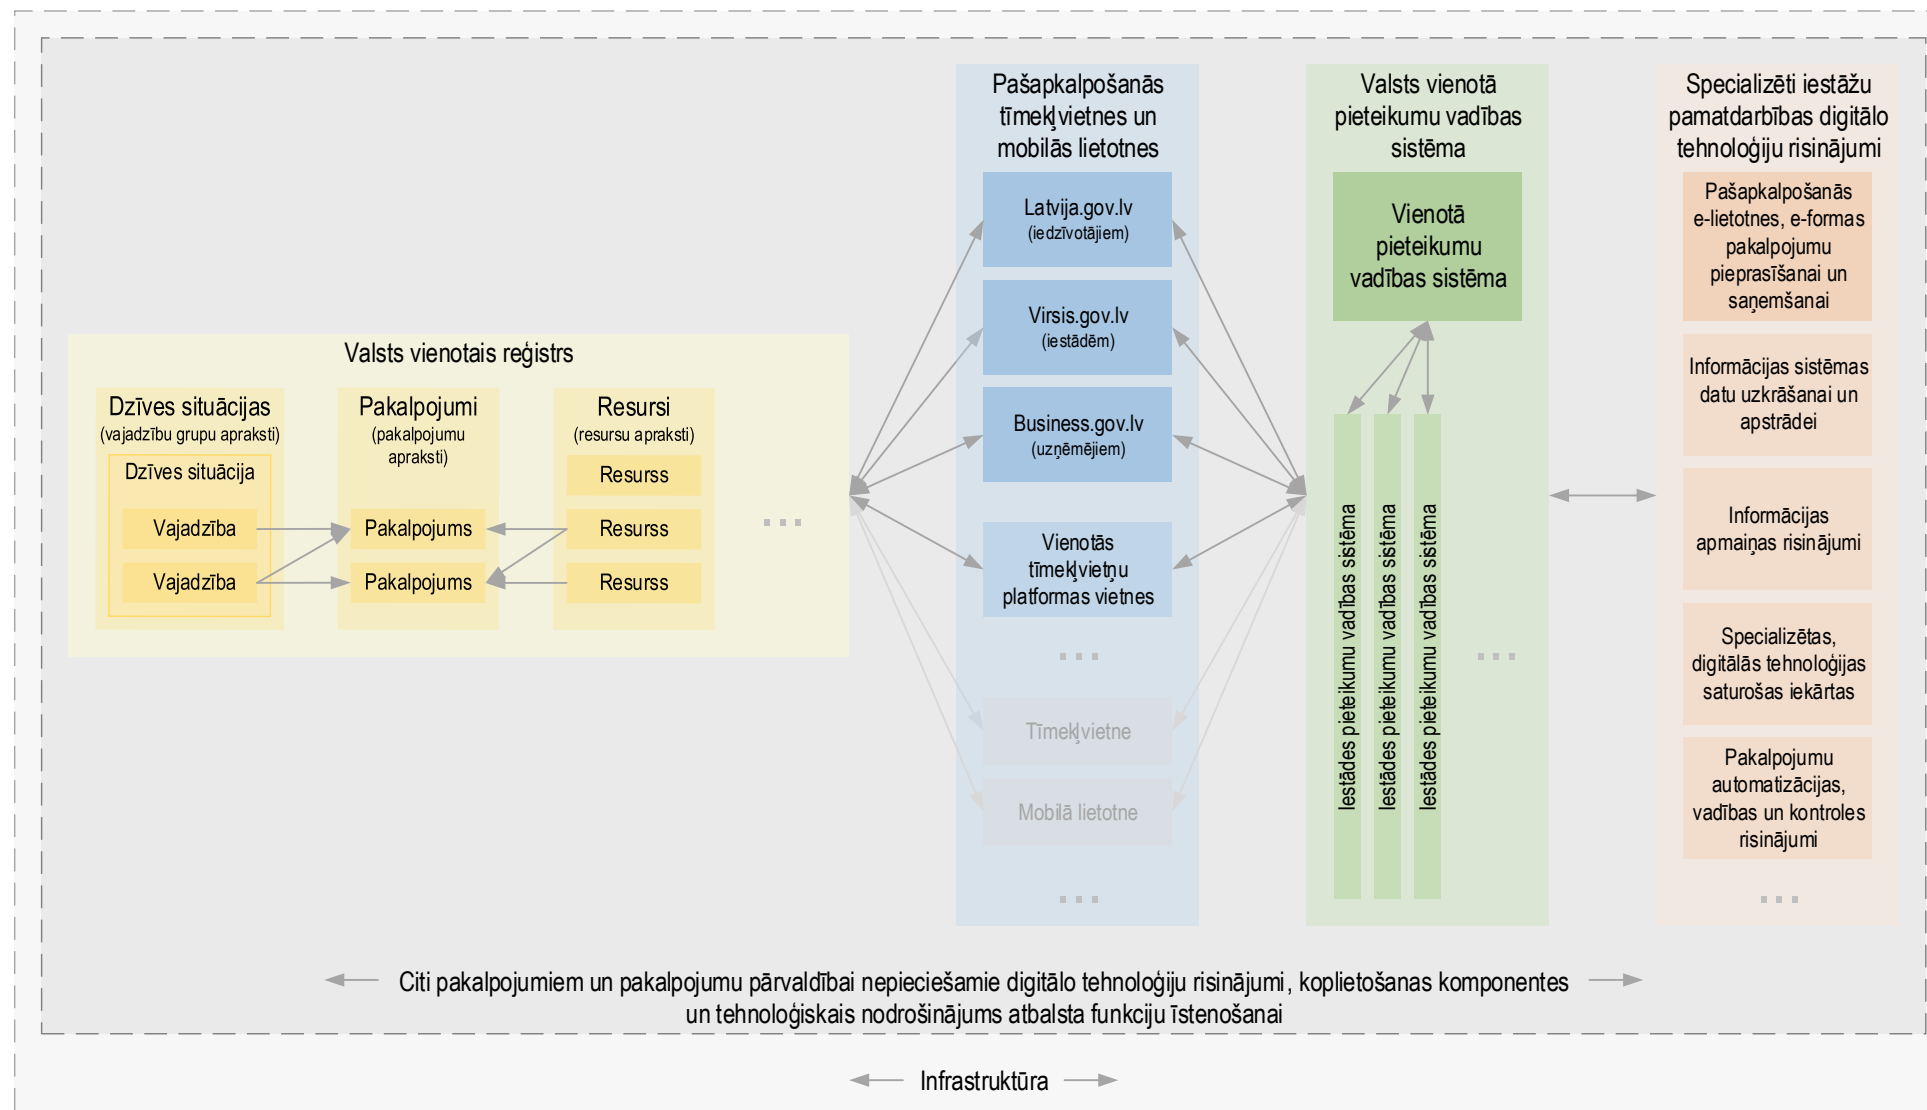 Valsts vienotais reģistrs
Dzīves situācijas
(vajadzību grupu apraksti)
Dzīves situācija
Vajadzība
Vajadzība
Pakalpojumi
(pakalpojumu
apraksti)
Pakalpojums
Pakalpojums
Resursi
(resursu apraksti)
Resurss
Resurss
Resurss
...
Pašapkalpošanās
tīmekļvietnes un
mobilās lietotnes
Latvija.gov.lv
(iedzīvotājiem)
Virsis.gov.lv
(iestādēm)
Business.gov.lv
(uzņēmējiem)
Vienotās
tīmekļvietņu
platformas vietnes
...
Tīmekļvietne
Mobilā lietotne
...
Valsts vienotā
pieteikumu vadības
sistēma
Vienotā
pieteikumu
vadības sistēma
Iestādes pieteikumu vadības sistēma
Iestādes pieteikumu vadības sistēma
Iestādes pieteikumu vadības sistēma
...
Specializēti iestāžu
pamatdarbības digitālo
tehnoloģiju risinājumi
Pašapkalpošanās
e-lietotnes, e-formas
pakalpojumu
pieprasīšanai un
saņemšanai
Informācijas sistēmas
datu uzkrāšanai un
apstrādei
Informācijas
apmaiņas risinājumi
Specializētas,
digitālās tehnoloģijas
saturošas iekārtas
Pakalpojumu
automatizācijas,
vadības un kontroles
risinājumi
...
Citi pakalpojumiem un pakalpojumu pārvaldībai nepieciešamie digitālo tehnoloģiju risinājumi, koplietošanas komponentes
un tehnoloģiskais nodrošinājums atbalsta funkciju īstenošanai
Infrastruktūra